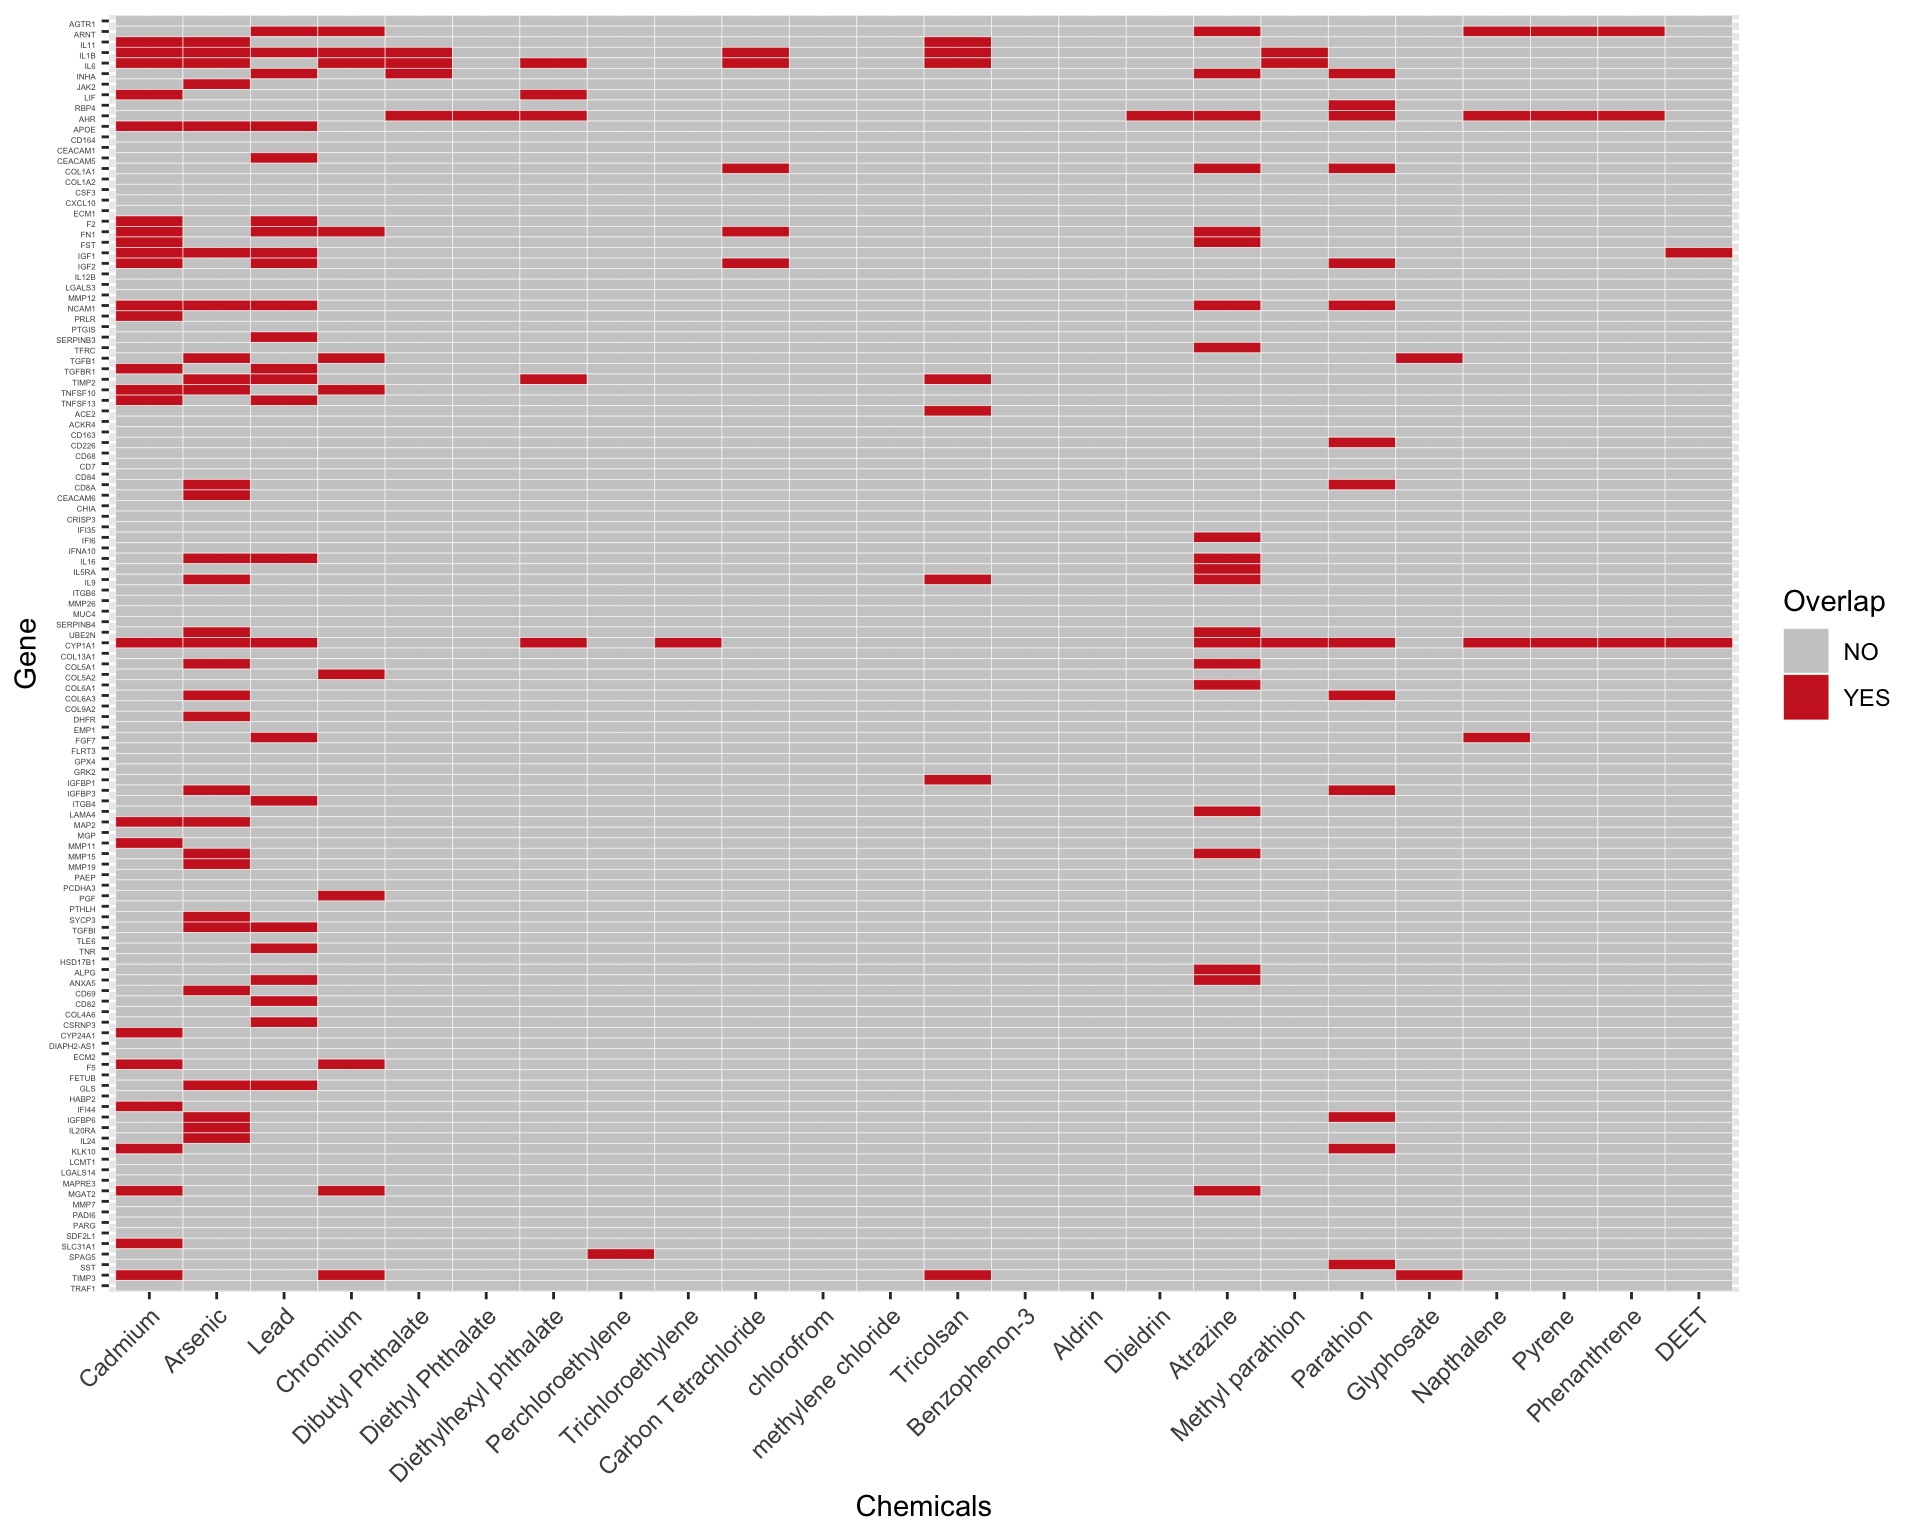 Gene
AGTR1
ARNT
IL11
IL1B
IL6
INHA
JAK2
LIF
RBP4
AHR
APOE
CD164
CEACAM1
CEACAM5
COL1A1
COL1A2
CSF3
CXCL10
ECM1
F2
FN1
FST
IGF1
IGF2
IL12B
LGALS3
MMP12
NCAM1
PRLR
PTGIS
SERPINB3
TFRC
TGFB1
TGFBR1
TIMP2
TNFSF10
TNFSF13
ACE2
ACKR4
CD163
CD226
CD68
CD7
CD84
CD8A
CEACAM6
CHIA
CRISP3
IFI35
IFI6
IFNA10
IL16
IL5RA
IL9
ITGB6
MMP26
MUC4
SERPINB4
UBE2N
CYP1A1
COL13A1
COL5A1
COL5A2
COL6A1
COL6A3
COL9A2
DHFR
EMP1
FGF7
FLRT3
GPX4
GRK2
IGFBP1
IGFBP3
ITGB4
LAMA4
MAP2
MGP
MMP11
MMP15
MMP19
PAEP
PCDHA3
PGF
PTHLH
SYCP3
TGFBI
TLE6
TNR
HSD17B1
ALPG
ANXA5
CD69
CD82
COL4A6
CSRNP3
CYP24A1
DIAPH2-AS1
ECM2
F5
FETUB
GLS
HABP2
IFI44
IGFBP6
IL20RA
IL24
KLK10
LCMT1
LGALS14
MAPRE3
MGAT2
MMP7
PADI6
PARG
SDF2L1
SLC31A1
SPAG5
SST
TIMP3
TRAF1
Cadmium
Arsenic
Lead
Chromium
Dibutyl Phthalate
Diethyl Phthalate
Diethylhexyl phthalate
Perchloroethylene
Trichloroethylene
Carbon Tetrachloride
chlorofrom
methylene chloride
Tricolsan
Benzophenon-3
Aldrin
Dieldrin
Atrazine
Methyl parathion
Parathion
Glyphosate
Napthalene
Pyrene
Phenanthrene
DEET
Chemicals
Overlap
NO
YES